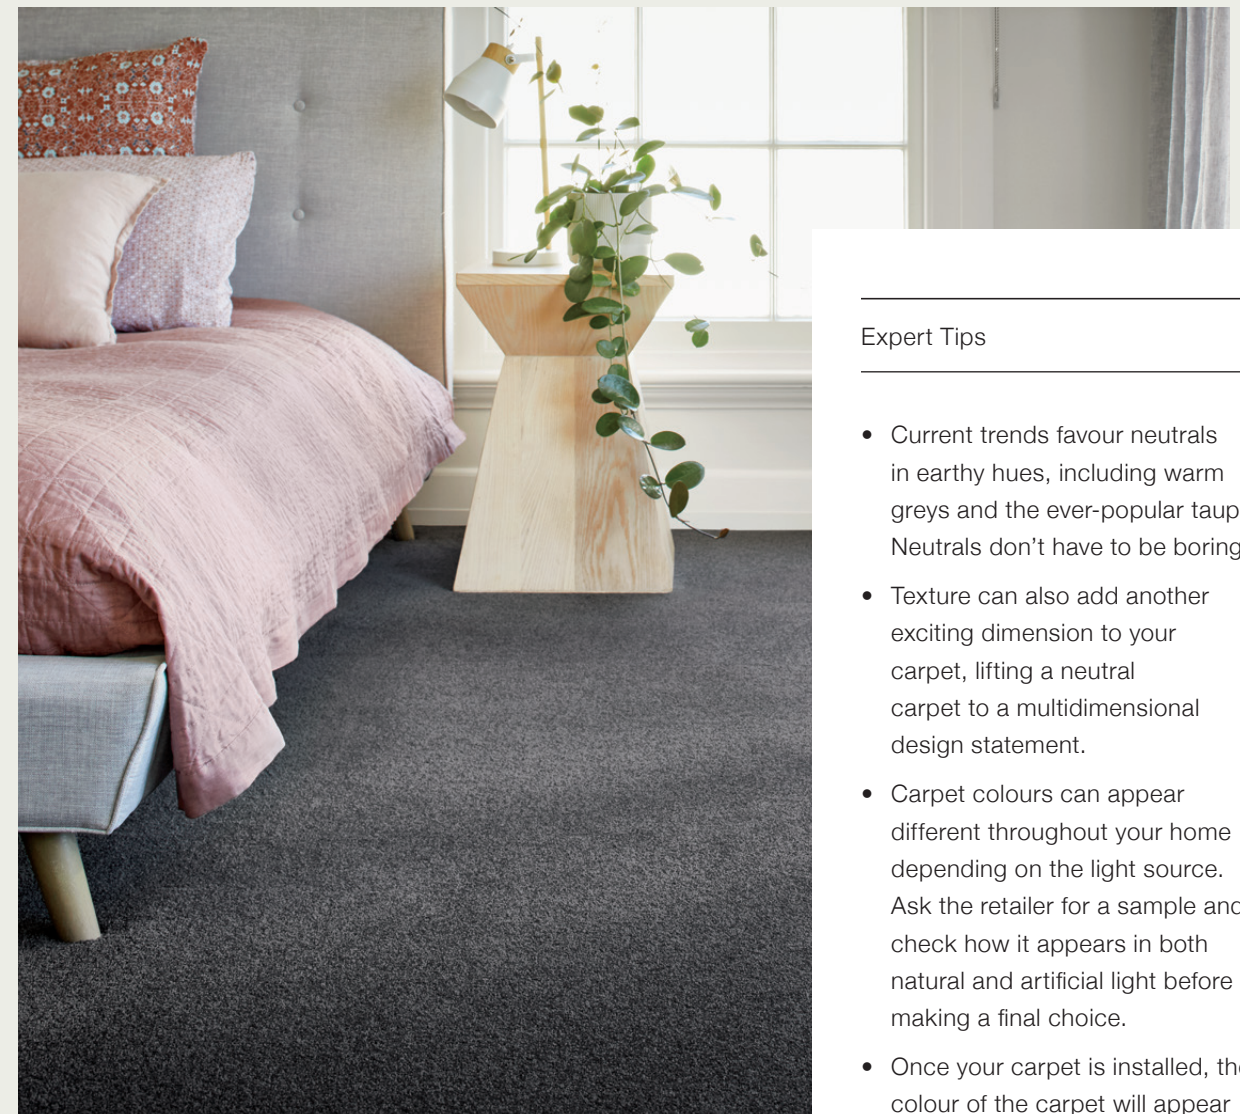 Expert Tips
• Current trends favour neutrals
in earthy hues, including warm
greys and the ever-popular taup
Neutrals don’t have to be boring
• Texture can also add another
exciting dimension to your
carpet, lifting a neutral
carpet to a multidimensional
design statement.
• Carpet colours can appear
different throughout your home
depending on the light source.
Ask the retailer for a sample and
check how it appears in both
natural and artificial light before
making a final choice.
• Once your carpet is installed, the
colour of the carpet will appear